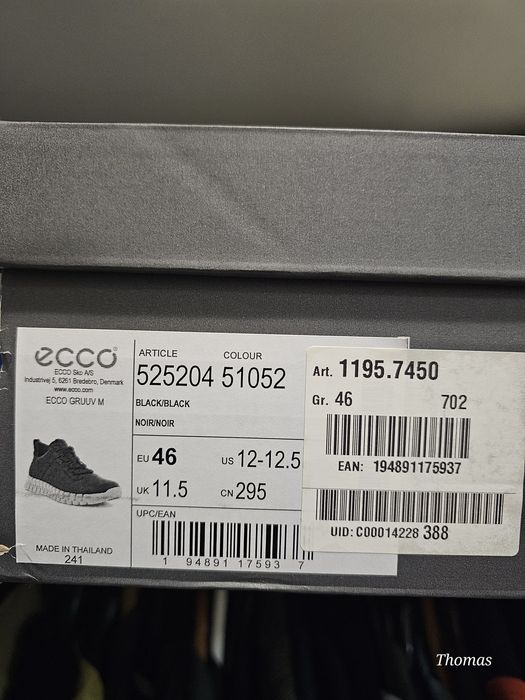 ecco
ECCO Sko A/S
Industrivej 5, 6261 Bredebro, Denmark
www.ecco.com
ECCO GRUUV M
MADE IN THAILAND
241
ARTICLE COLOUR
525204 51052
BLACK/BLACK
NOIR/NOIR
EU 46 US 12-12.5
UK 11.5 CN 295
UPC/EAN
1 94891 17593 7
Art. 1195.7450
Gr. 46 702
EAN: 194891175937
UID: C00014228 388
Thomas